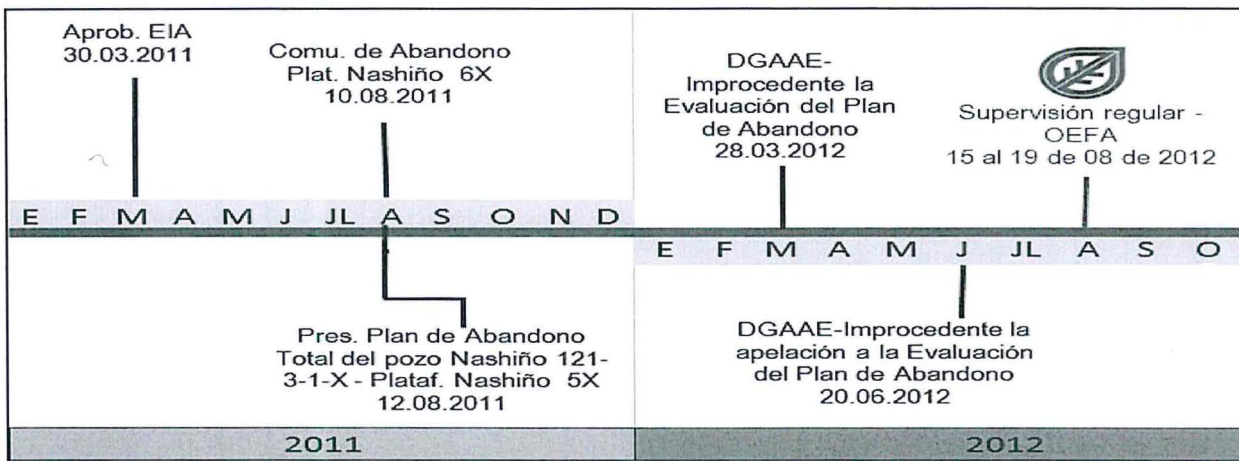 Aprob. EIA
30.03.2011
Comu. de Abandono
Plat. Nashiño 6X
10.08.2011
DGAAE-
Improcedente la
Evaluación del Plan
de Abandono
28.03.2012
Supervisión regular -
OEFA
15 al 19 de 08 de 2012
E F M A M J JL A S O N D
E F M A M J JL A S O
Pres. Plan de Abandono
Total del pozo Nashiño 121-
3-1-X - Plataf. Nashiño 5X
12.08.2011
DGAAE-Improcedente la
apelación a la Evaluación
del Plan de Abandono
20.06.2012
2011
2012